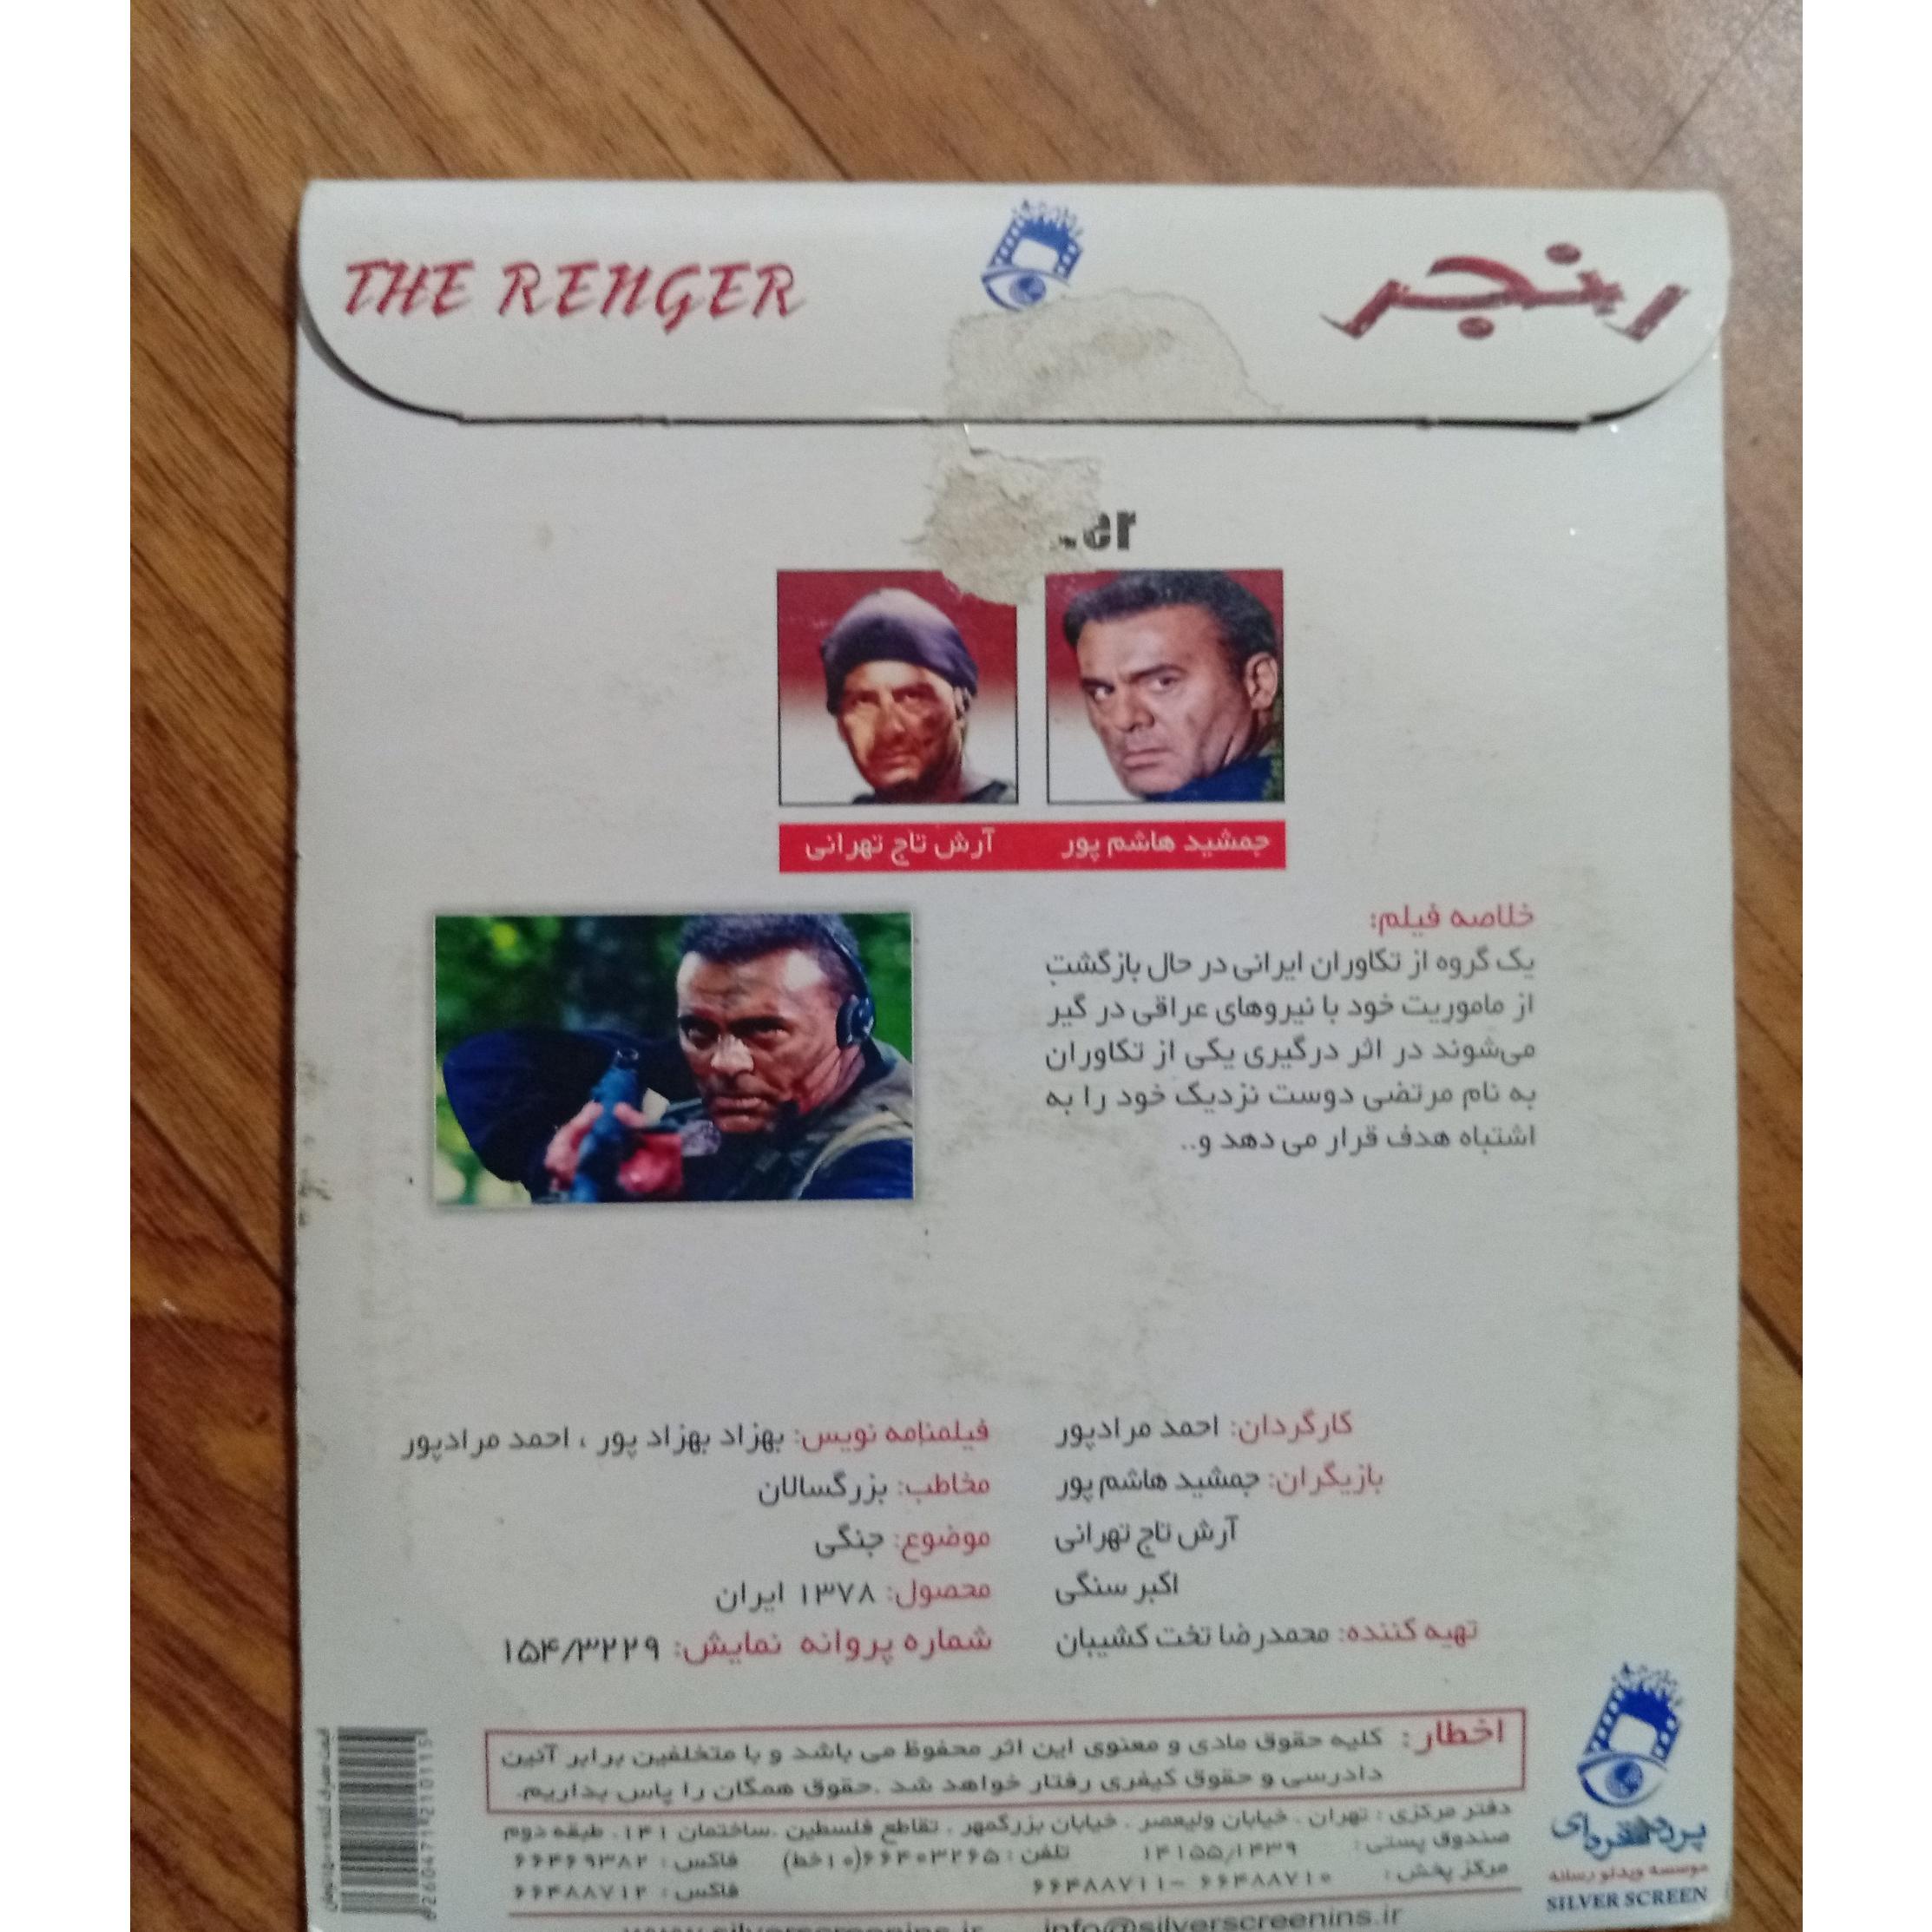 THE RENGER
رنجر
er
جمشید هاشم پور
آرش تاج تهرانی
خلاصه فیلم:
یک گروه از تکاوران ایرانی در حال بازگشت
از ماموریت خود با نیروهای عراقی در گیر
می‌شوند در اثر درگیری یکی از تکاوران
به نام مرتضی دوست نزدیک خود را به
اشتباه هدف قرار می دهد و..
کارگردان: احمد مرادپور
بازیگران: جمشید هاشم پور
آرش تاج تهرانی
اکبر سنگی
تهیه کننده: محمدرضا تخت کشیبان
فیلمنامه نویس: بهزاد بهزاد پور ، احمد مرادپور
مخاطب: بزرگسالان
موضوع: جنگی
محصول: ۱۳۷۸ ایران
شماره پروانه نمایش: ۱۵۴/۳۲۲۹
اخطار: کلیه حقوق مادی و معنوی این اثر محفوظ می باشد و با متخلفین برابر آئین
دادرسی و حقوق کیفری رفتار خواهد شد .حقوق همگان را پاس بداریم.
دفتر مرکزی : تهران . خیابان ولیعصر . خیابان بزرگمهر . تقاطع فلسطین .ساختمان ۱۴۱. طبقه دوم
صندوق پستی: ۱۴۱۵۵/۱۴۳۹ تلفن : ۶۶۴۰۳۲۶۵(۱۰خط) فاکس : ۶۶۴۶۹۳۸۲
مرکز پخش: ۶۶۴۸۸۷۱۰ – ۶۶۴۸۸۷۱۱ فاکس : ۶۶۴۸۸۷۱۲
info@silverscreenins.ir
پرده نقره‌ای
موسسه ویدئو رسانه
SILVER SCREEN
6260471210115